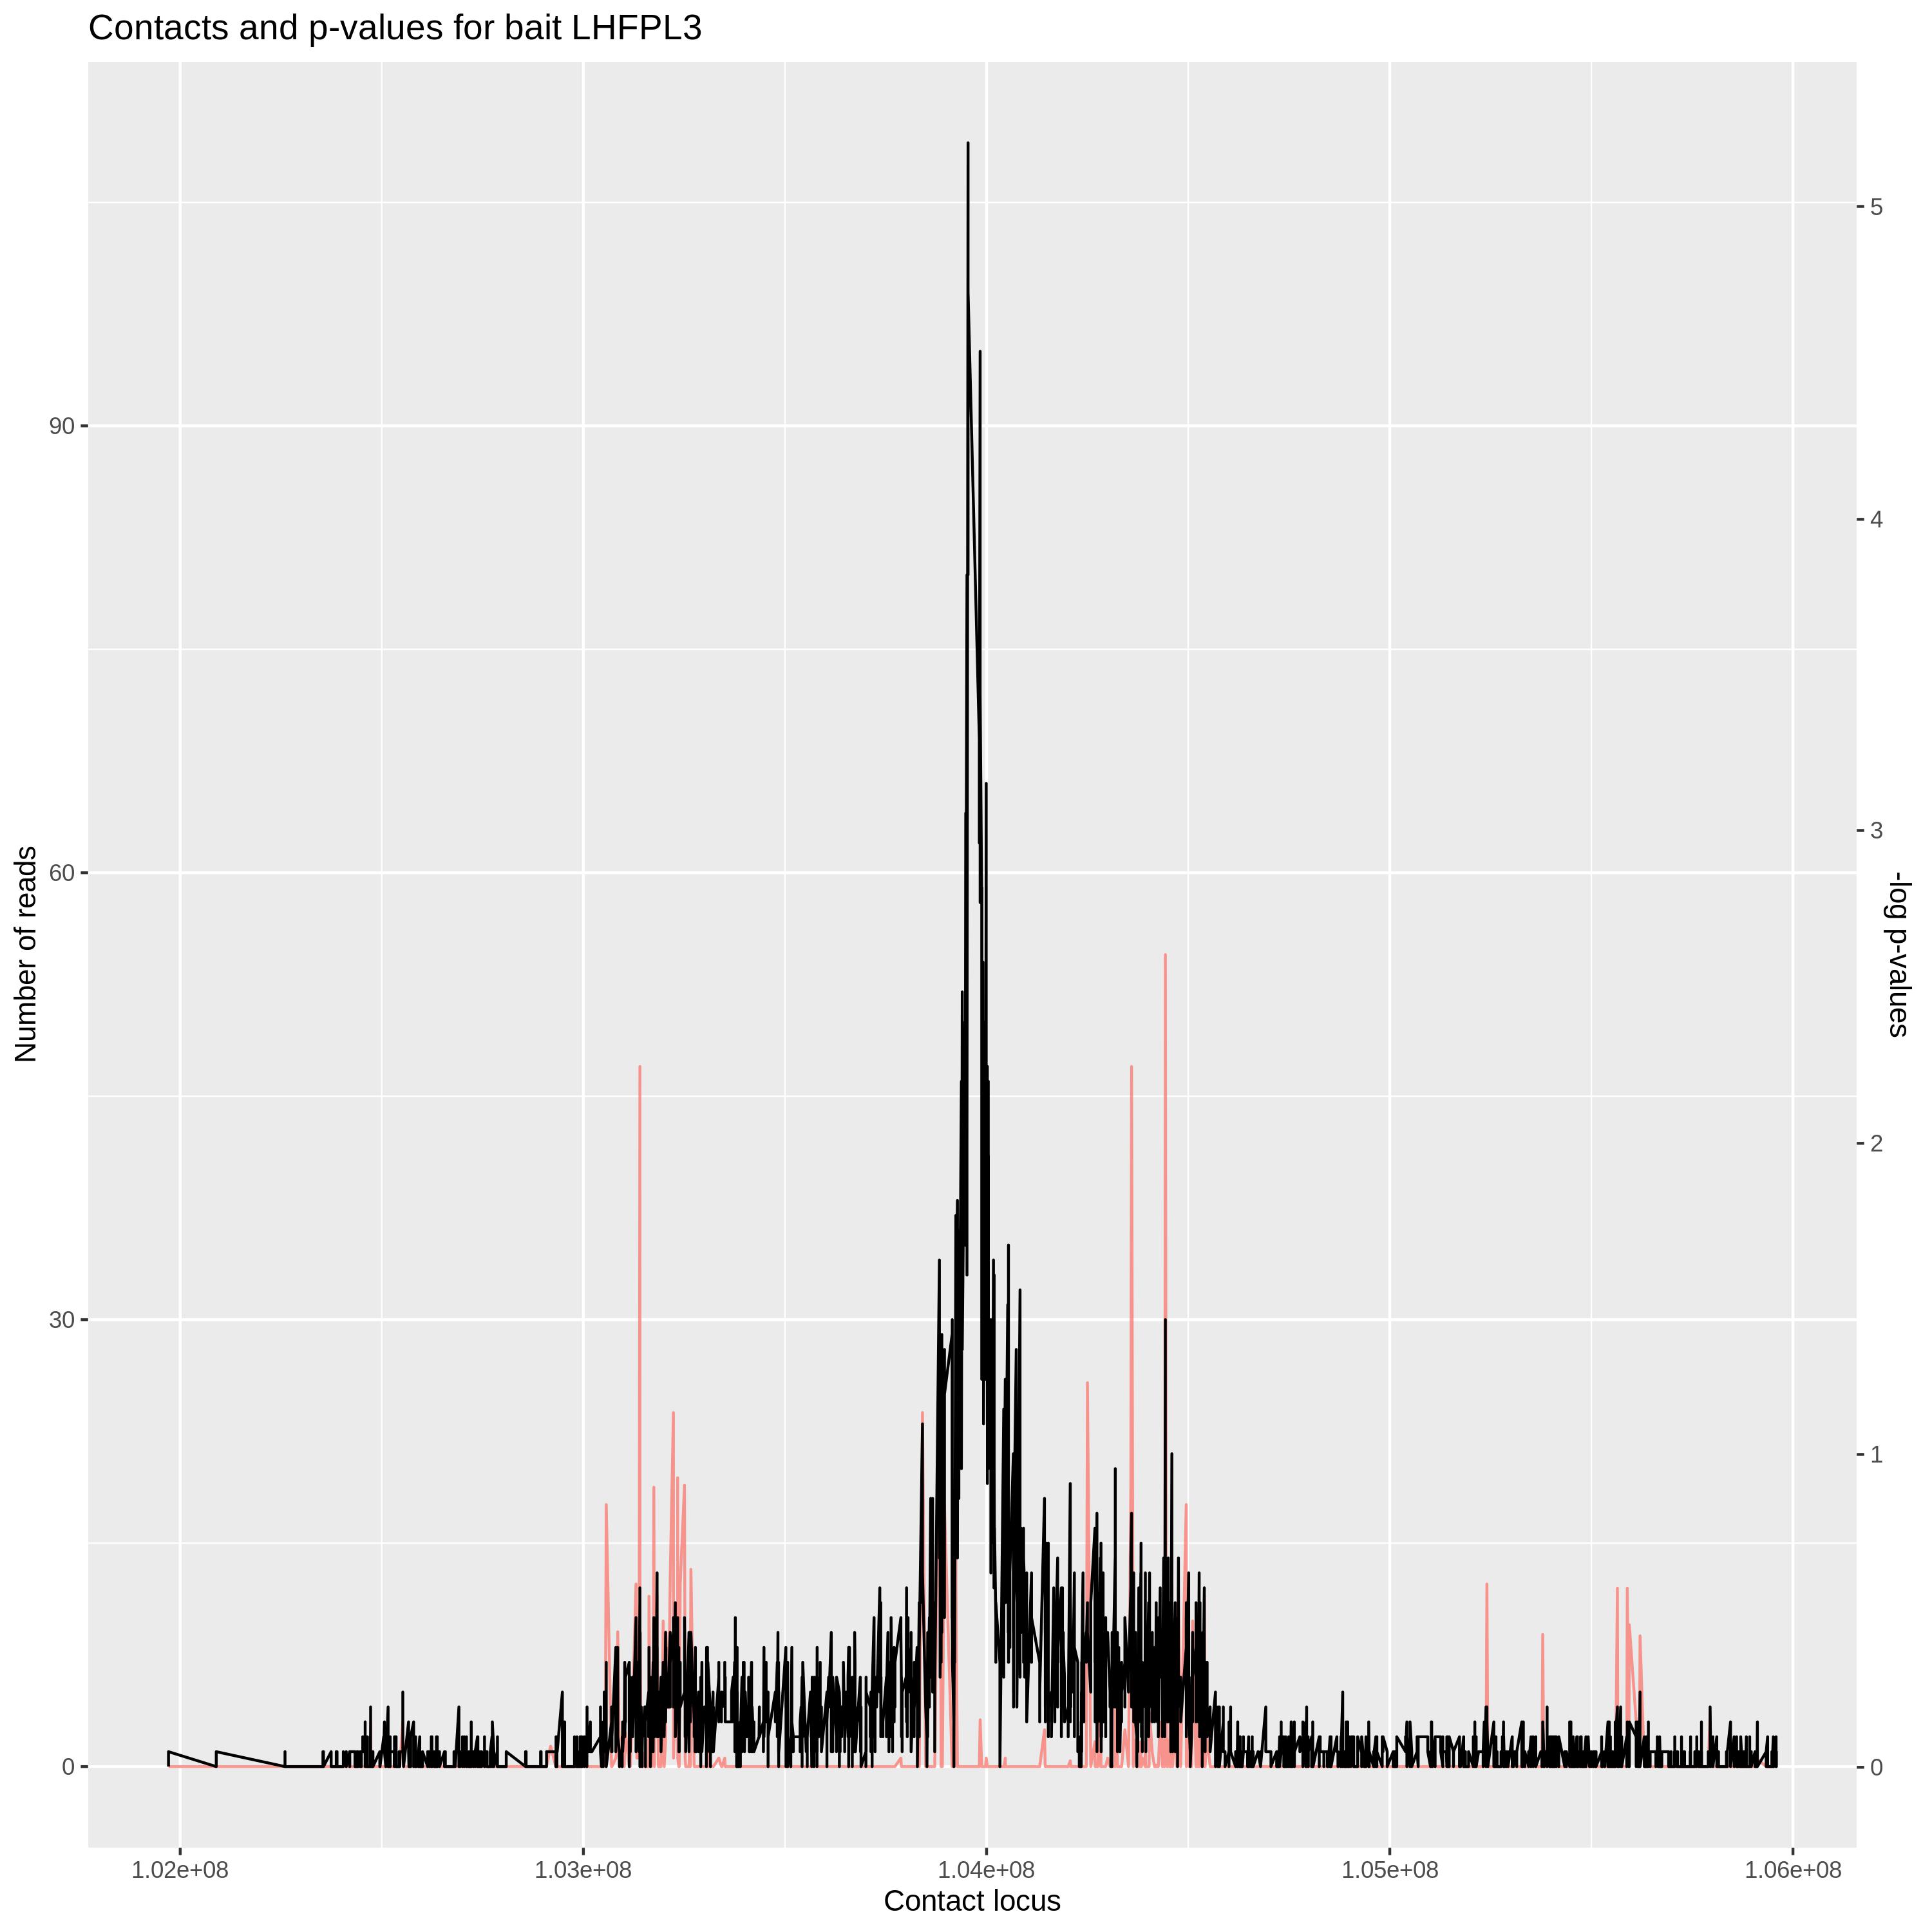 Contacts and p-values for bait LHFPL3
Number of reads
90
60
30
0
5
4
3
2
1
0
-log p-values
1.02e+08
1.03e+08
1.04e+08
1.05e+08
1.06e+08
Contact locus